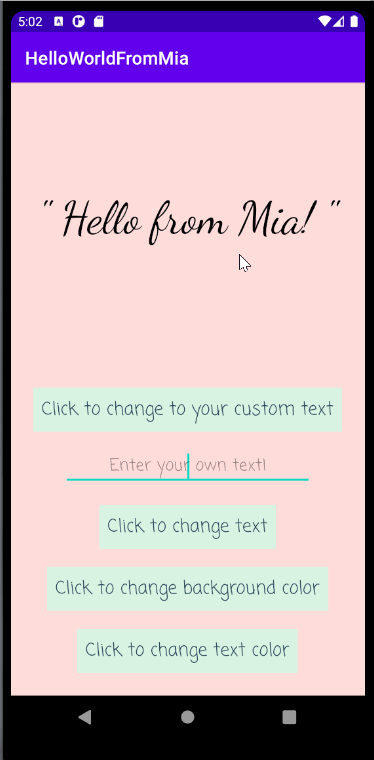 5:02
HelloWorldFromMia
" Hello from Mia! "
Click to change to your custom text
Enter your own text!
Click to change text
Click to change background color
Click to change text color